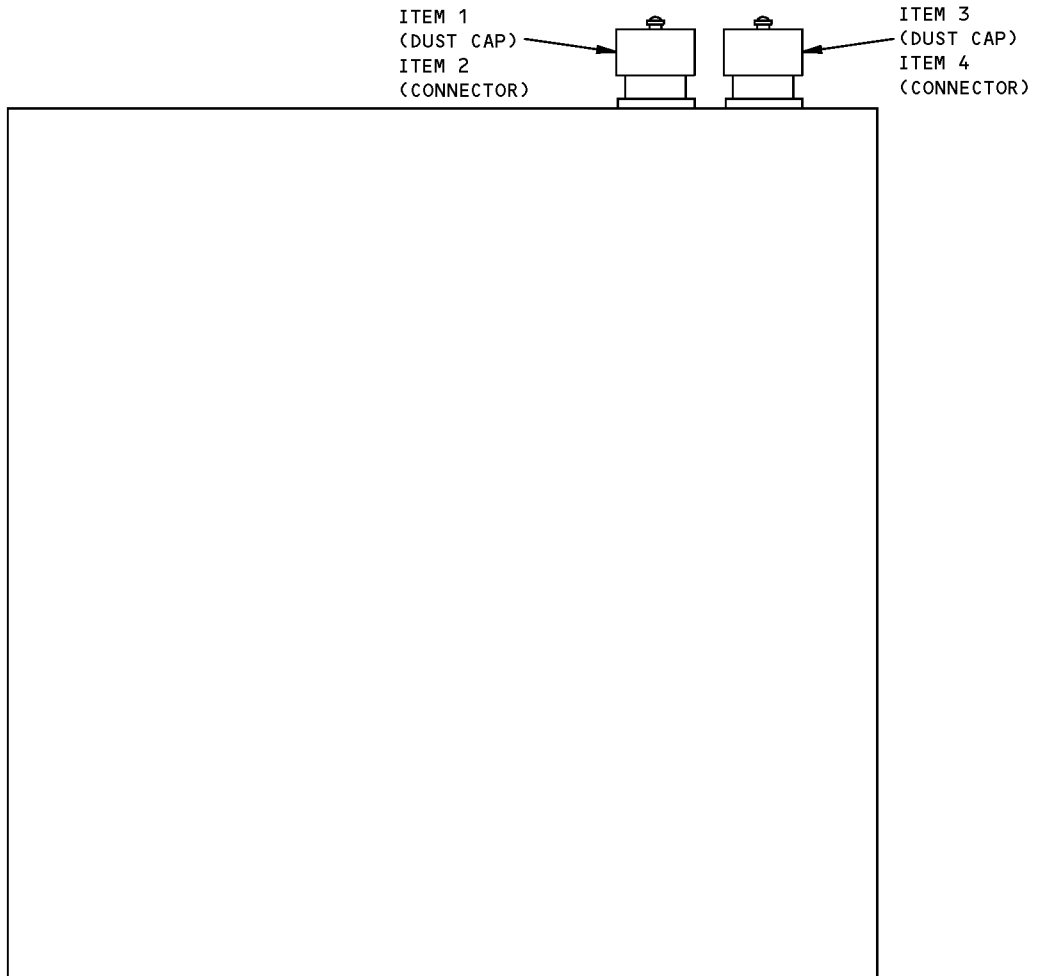 ITEM 1
(DUST CAP)
ITEM 2
(CONNECTOR)
ITEM 3
(DUST CAP)
ITEM 4
(CONNECTOR)